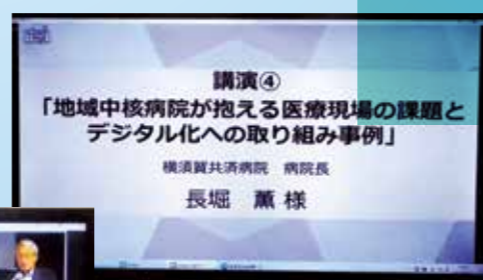 講演④
「地域中核病院が抱える医療現場の課題と
デジタル化への取り組み事例」
横須賀共済病院 病院長
長堀 薫 様